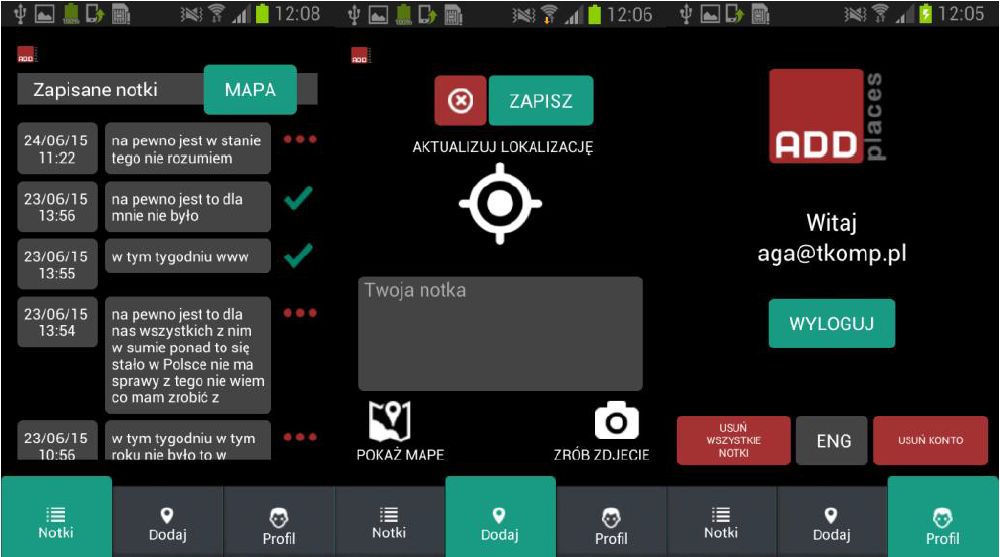 12:08
ADD
Zapisane notki
MAPA
24/06/15
11:22
na pewno jest w stanie
tego nie rozumiem
23/06/15
13:56
na pewno jest to dla
mnie nie było
23/06/15
13:55
w tym tygodniu www
23/06/15
13:54
na pewno jest to dla
nas wszystkich z nim
w sumie ponad to się
stało w Polsce nie ma
sprawy z tego nie wiem
co mam zrobić z
23/06/15
10:56
w tym tygodniu w tym
roku nie było to w
Notki
Dodaj
Profil
12:06
ADD
ZAPISZ
AKTUALIZUJ LOKALIZACJĘ
Twoja notka
POKAŻ MAPE
ZRÓB ZDJECIE
Notki
Dodaj
Profil
12:05
ADD
places
Witaj
aga@tkomp.pl
WYLOGUJ
USUŃ
WSZYSTKIE
NOTKI
ENG
USUŃ KONTO
Notki
Dodaj
Profil